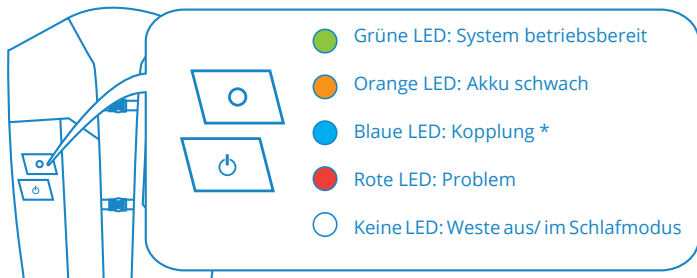 Grüne LED: System betriebsbereit
Orange LED: Akku schwach
Blaue LED: Kopplung *
Rote LED: Problem
Keine LED: Weste aus/ im Schlafmodus